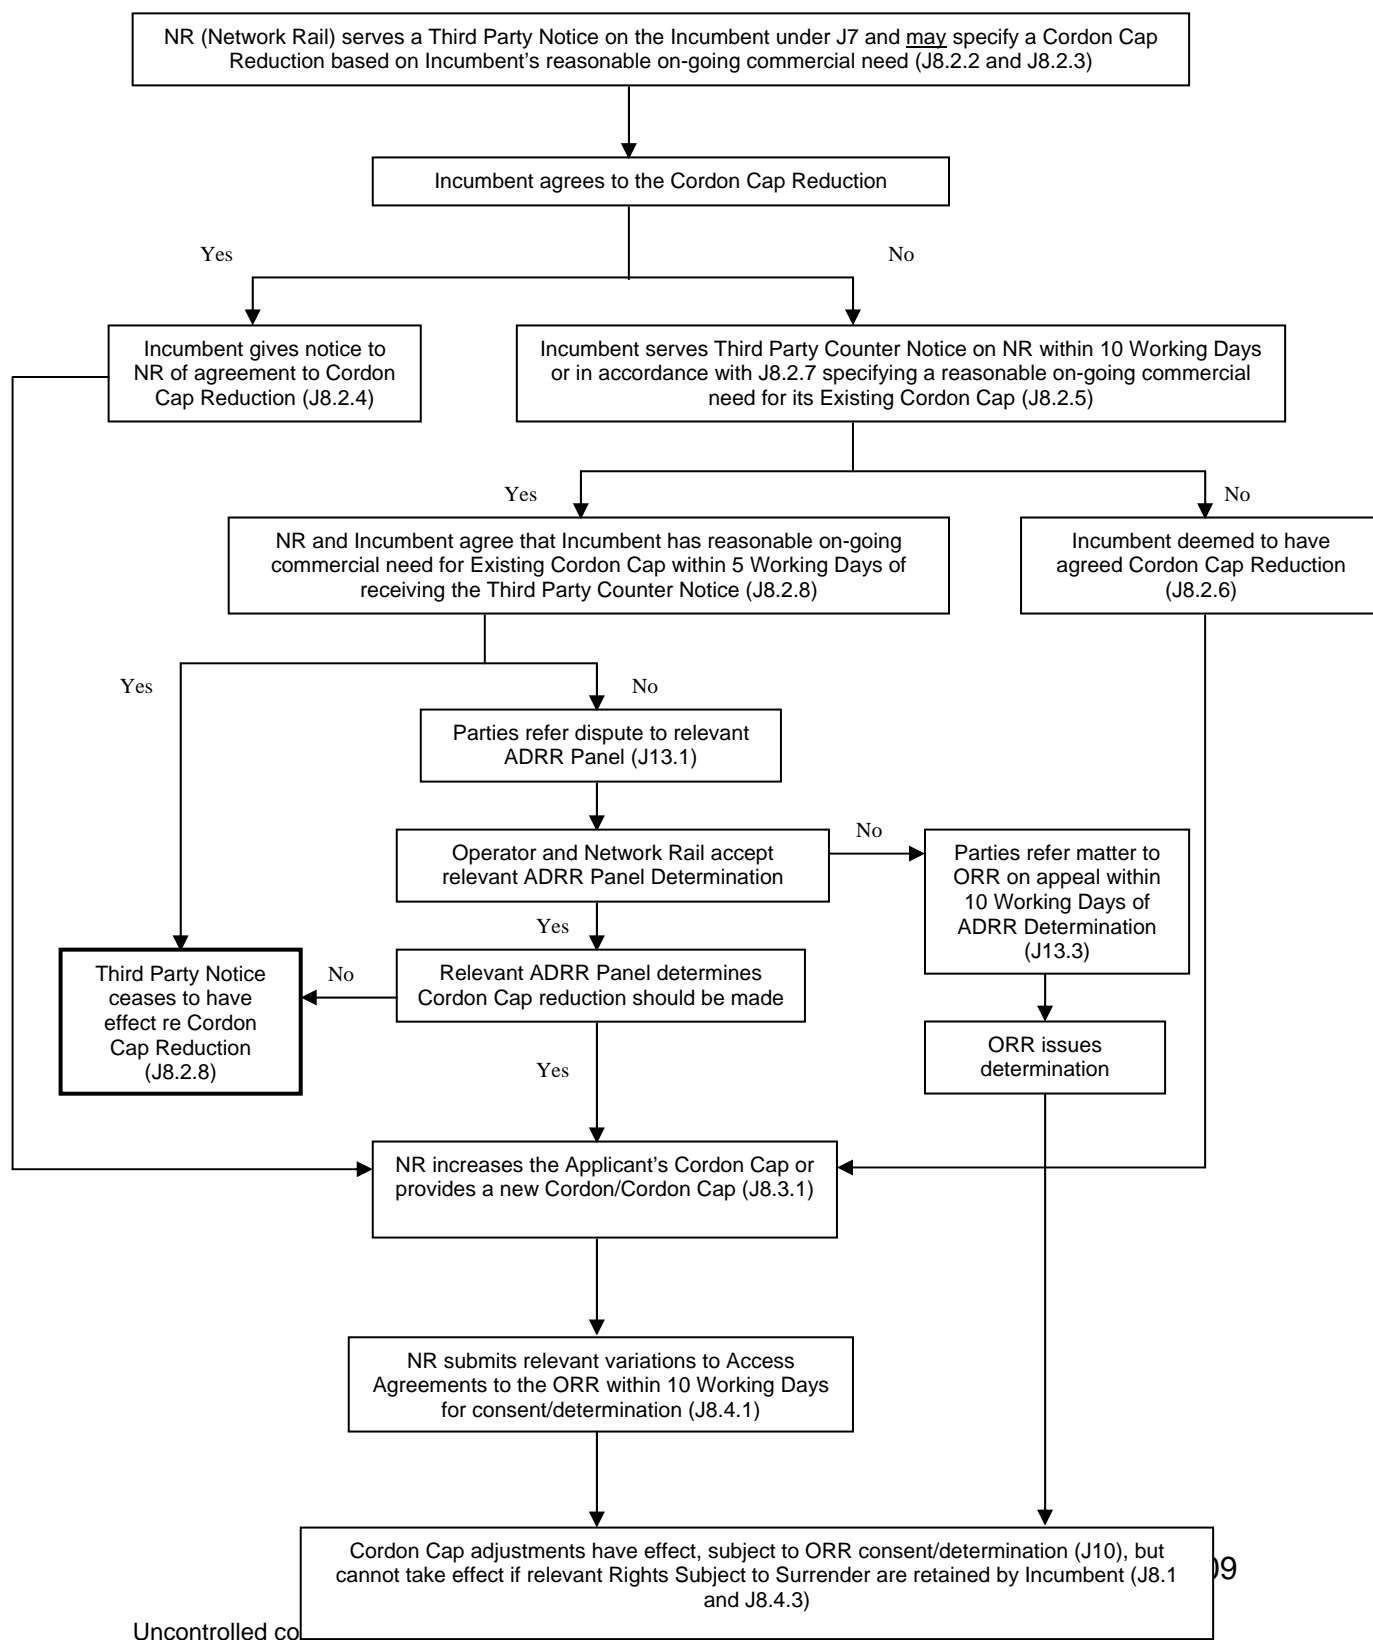 NR (Network Rail) serves a Third Party Notice on the Incumbent under J7 and may specify a Cordon Cap
Reduction based on Incumbent's reasonable on-going commercial need (J8.2.2 and J8.2.3)
Incumbent agrees to the Cordon Cap Reduction
Yes
No
Incumbent gives notice to
NR of agreement to Cordon
Cap Reduction (J8.2.4)
Incumbent serves Third Party Counter Notice on NR within 10 Working Days
or in accordance with J8.2.7 specifying a reasonable on-going commercial
need for its Existing Cordon Cap (J8.2.5)
Yes
No
NR and Incumbent agree that Incumbent has reasonable on-going
commercial need for Existing Cordon Cap within 5 Working Days of
receiving the Third Party Counter Notice (J8.2.8)
Incumbent deemed to have
agreed Cordon Cap Reduction
(J8.2.6)
Yes
No
Parties refer dispute to relevant
ADRR Panel (J13.1)
Operator and Network Rail accept
relevant ADRR Panel Determination
No
Parties refer matter to
ORR on appeal within
10 Working Days of
ADRR Determination
(J13.3)
Yes
Third Party Notice
ceases to have
effect re Cordon
Cap Reduction
(J8.2.8)
No
Relevant ADRR Panel determines
Cordon Cap reduction should be made
ORR issues
determination
Yes
NR increases the Applicant's Cordon Cap or
provides a new Cordon/Cordon Cap (J8.3.1)
NR submits relevant variations to Access
Agreements to the ORR within 10 Working Days
for consent/determination (J8.4.1)
Cordon Cap adjustments have effect, subject to ORR consent/determination (J10), but
cannot take effect if relevant Rights Subject to Surrender are retained by Incumbent (J8.1
and J8.4.3)
09
Uncontrolled co